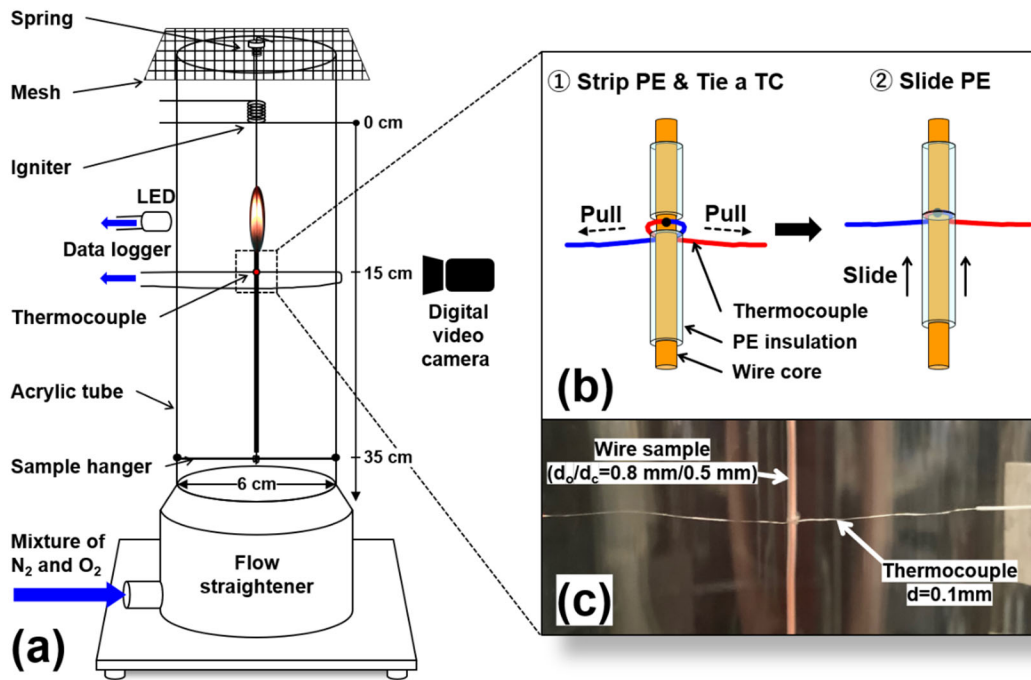 Spring
Mesh
Igniter
LED
Data logger
Thermocouple
Acrylic tube
Sample hanger
Mixture of
N₂ and O₂
0 cm
15 cm
35 cm
6 cm
Digital
video
camera
Flow
straightener
(a)
① Strip PE & Tie a TC
② Slide PE
Pull
Pull
Slide
Thermocouple
PE insulation
Wire core
(b)
Wire sample
(dₒ/d꜀=0.8 mm/0.5 mm)
Thermocouple
d=0.1mm
(c)